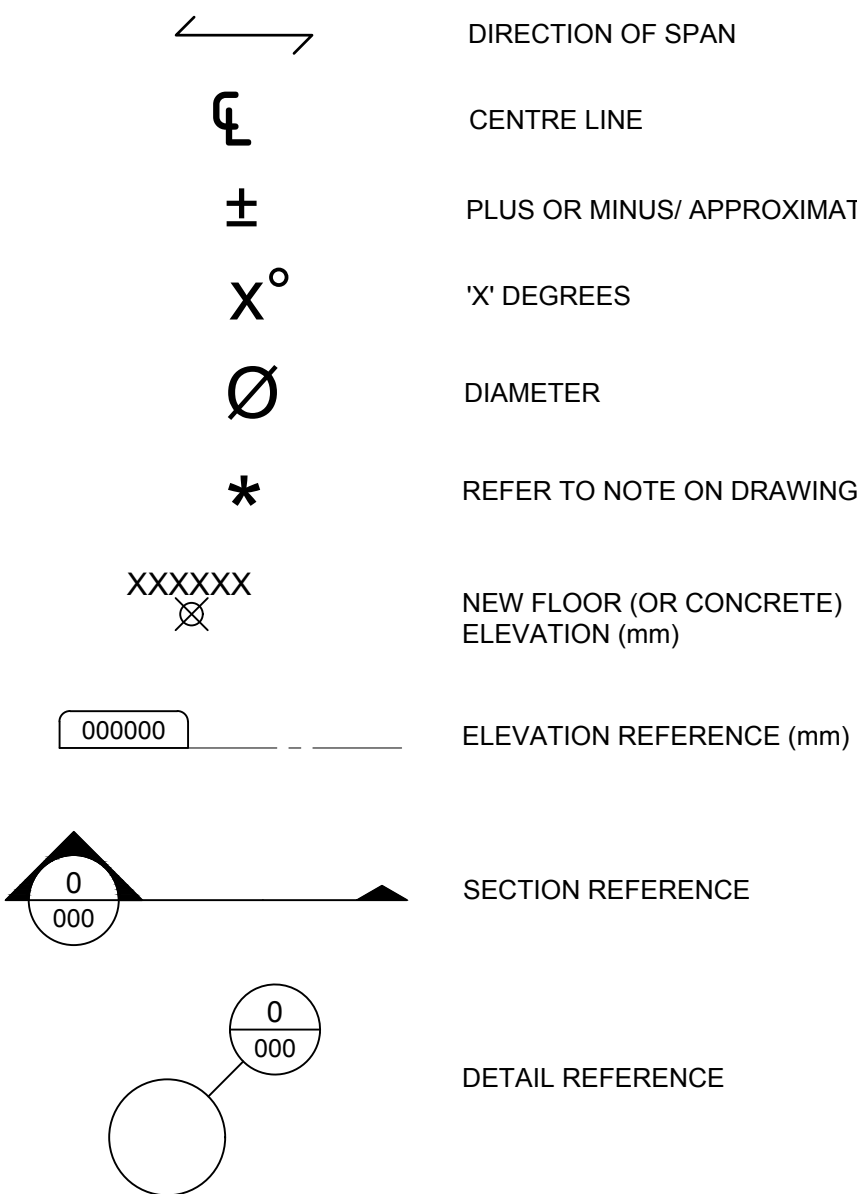 DIRECTION OF SPAN
℄ CENTRE LINE
± PLUS OR MINUS/ APPROXIMAT
x° 'X' DEGREES
Ø DIAMETER
* REFER TO NOTE ON DRAWING
XXXXXX
NEW FLOOR (OR CONCRETE)
ELEVATION (mm)
000000 ELEVATION REFERENCE (mm)
0
000
SECTION REFERENCE
0
000
DETAIL REFERENCE